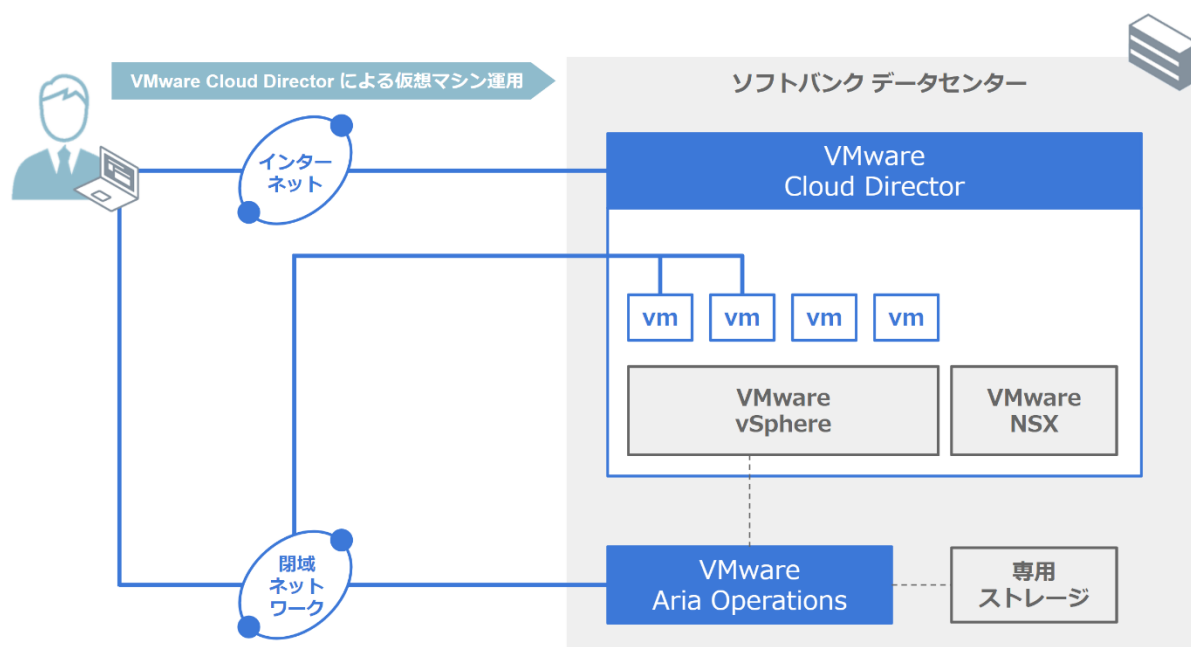 VMware Cloud Director による仮想マシン運用
ソフトバンク データセンター
インター
ネット
VMware
Cloud Director
vm
vm
vm
vm
VMware
vSphere
VMware
NSX
閉域
ネット
ワーク
VMware
Aria Operations
専用
ストレージ